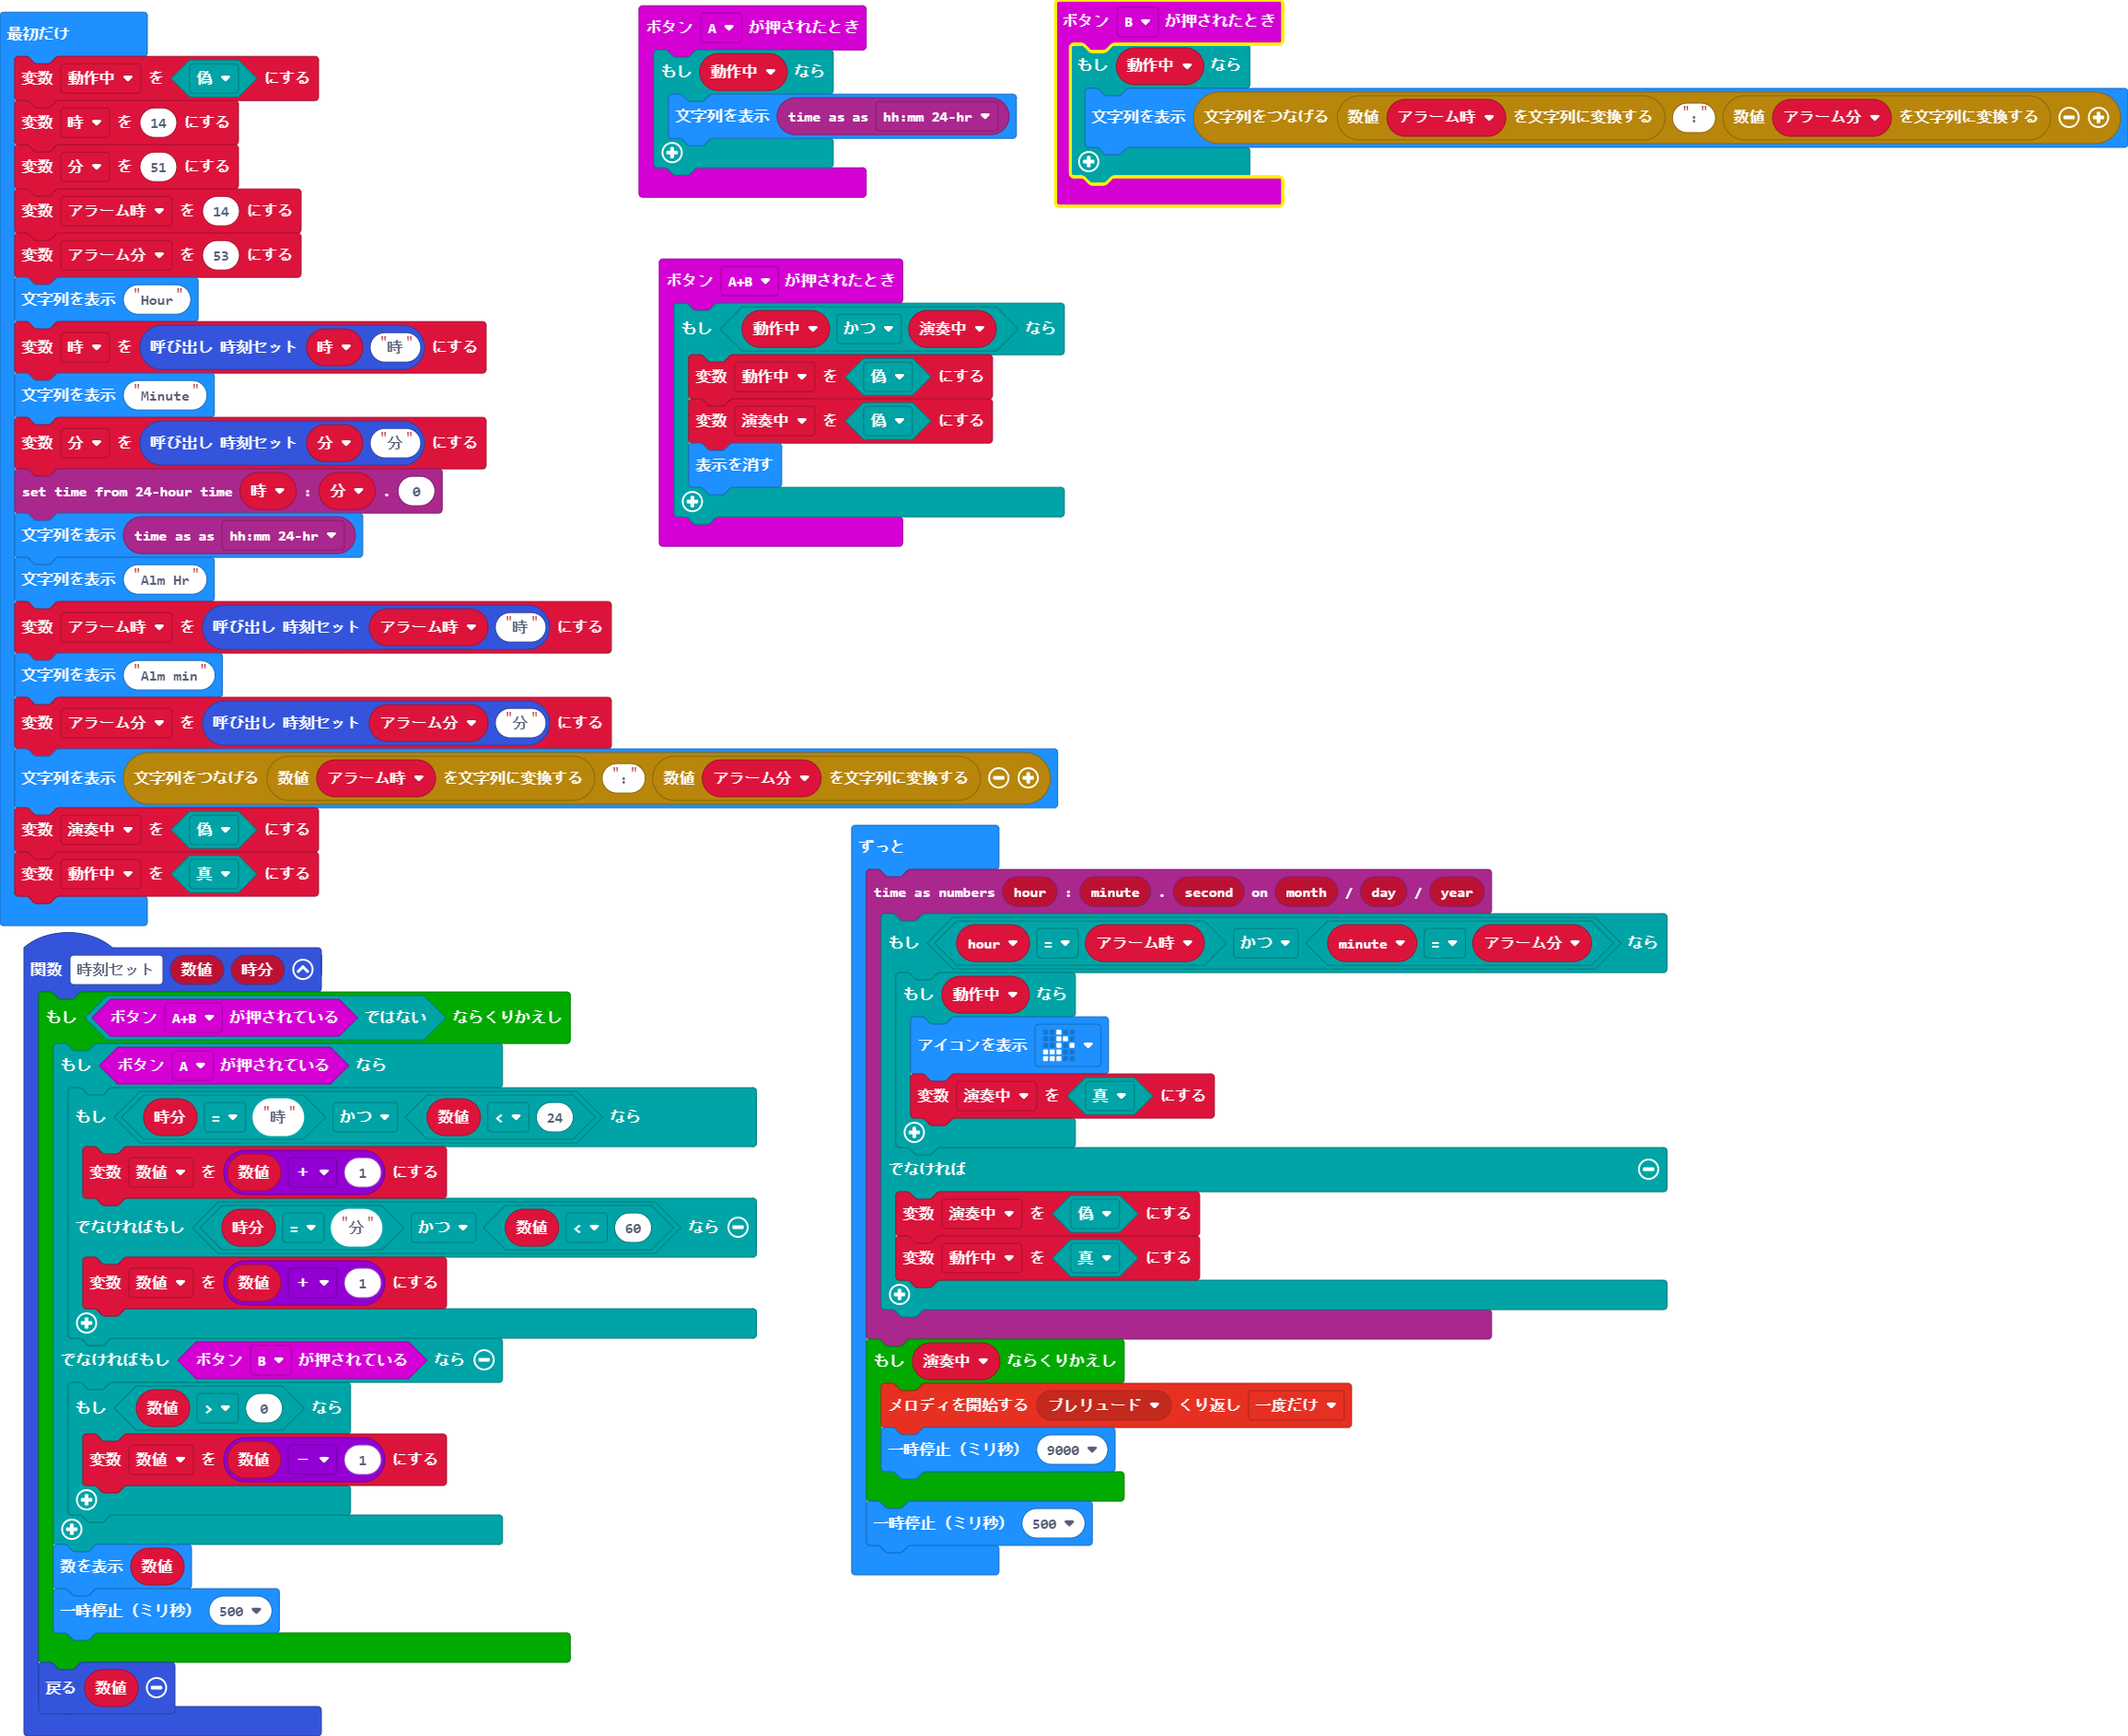 最初だけ
変数 動作中 を 偽 にする
変数 時 を 14 にする
変数 分 を 51 にする
変数 アラーム時 を 14 にする
変数 アラーム分 を 53 にする
文字列を表示 "Hour"
変数 時 を 呼び出し 時刻セット 時 "時" にする
文字列を表示 "Minute"
変数 分 を 呼び出し 時刻セット 分 "分" にする
set time from 24-hour time 時 : 分 . 0
文字列を表示 time as as hh:mm 24-hr
文字列を表示 "Alm Hr"
変数 アラーム時 を 呼び出し 時刻セット アラーム時 "時" にする
文字列を表示 "Alm min"
変数 アラーム分 を 呼び出し 時刻セット アラーム分 "分" にする
文字列を表示 文字列をつなげる 数値 アラーム時 を文字列に変換する ":" 数値 アラーム分 を文字列に変換する
変数 演奏中 を 偽 にする
変数 動作中 を 真 にする
ボタン A が押されたとき
もし 動作中 なら
文字列を表示 time as as hh:mm 24-hr
ボタン B が押されたとき
もし 動作中 なら
文字列を表示 文字列をつなげる 数値 アラーム時 を文字列に変換する ":" 数値 アラーム分 を文字列に変換する
ボタン A+B が押されたとき
もし 動作中 かつ 演奏中 なら
変数 動作中 を 偽 にする
変数 演奏中 を 偽 にする
表示を消す
関数 時刻セット 数値 時分
もし ボタン A+B が押されている ではない ならくりかえし
もし ボタン A が押されている なら
もし 時分 = "時" かつ 数値 < 24 なら
変数 数値 を 数値 + 1 にする
でなければもし 時分 = "分" かつ 数値 < 60 なら
変数 数値 を 数値 + 1 にする
でなければもし ボタン B が押されている なら
もし 数値 > 0 なら
変数 数値 を 数値 - 1 にする
数を表示 数値
一時停止（ミリ秒） 500
戻る 数値
ずっと
time as numbers hour : minute . second on month / day / year
もし hour = アラーム時 かつ minute = アラーム分 なら
もし 動作中 なら
アイコンを表示
変数 演奏中 を 真 にする
でなければ
変数 演奏中 を 偽 にする
変数 動作中 を 真 にする
もし 演奏中 ならくりかえし
メロディを開始する プレリュード くり返し 一度だけ
一時停止（ミリ秒） 9000
一時停止（ミリ秒） 500